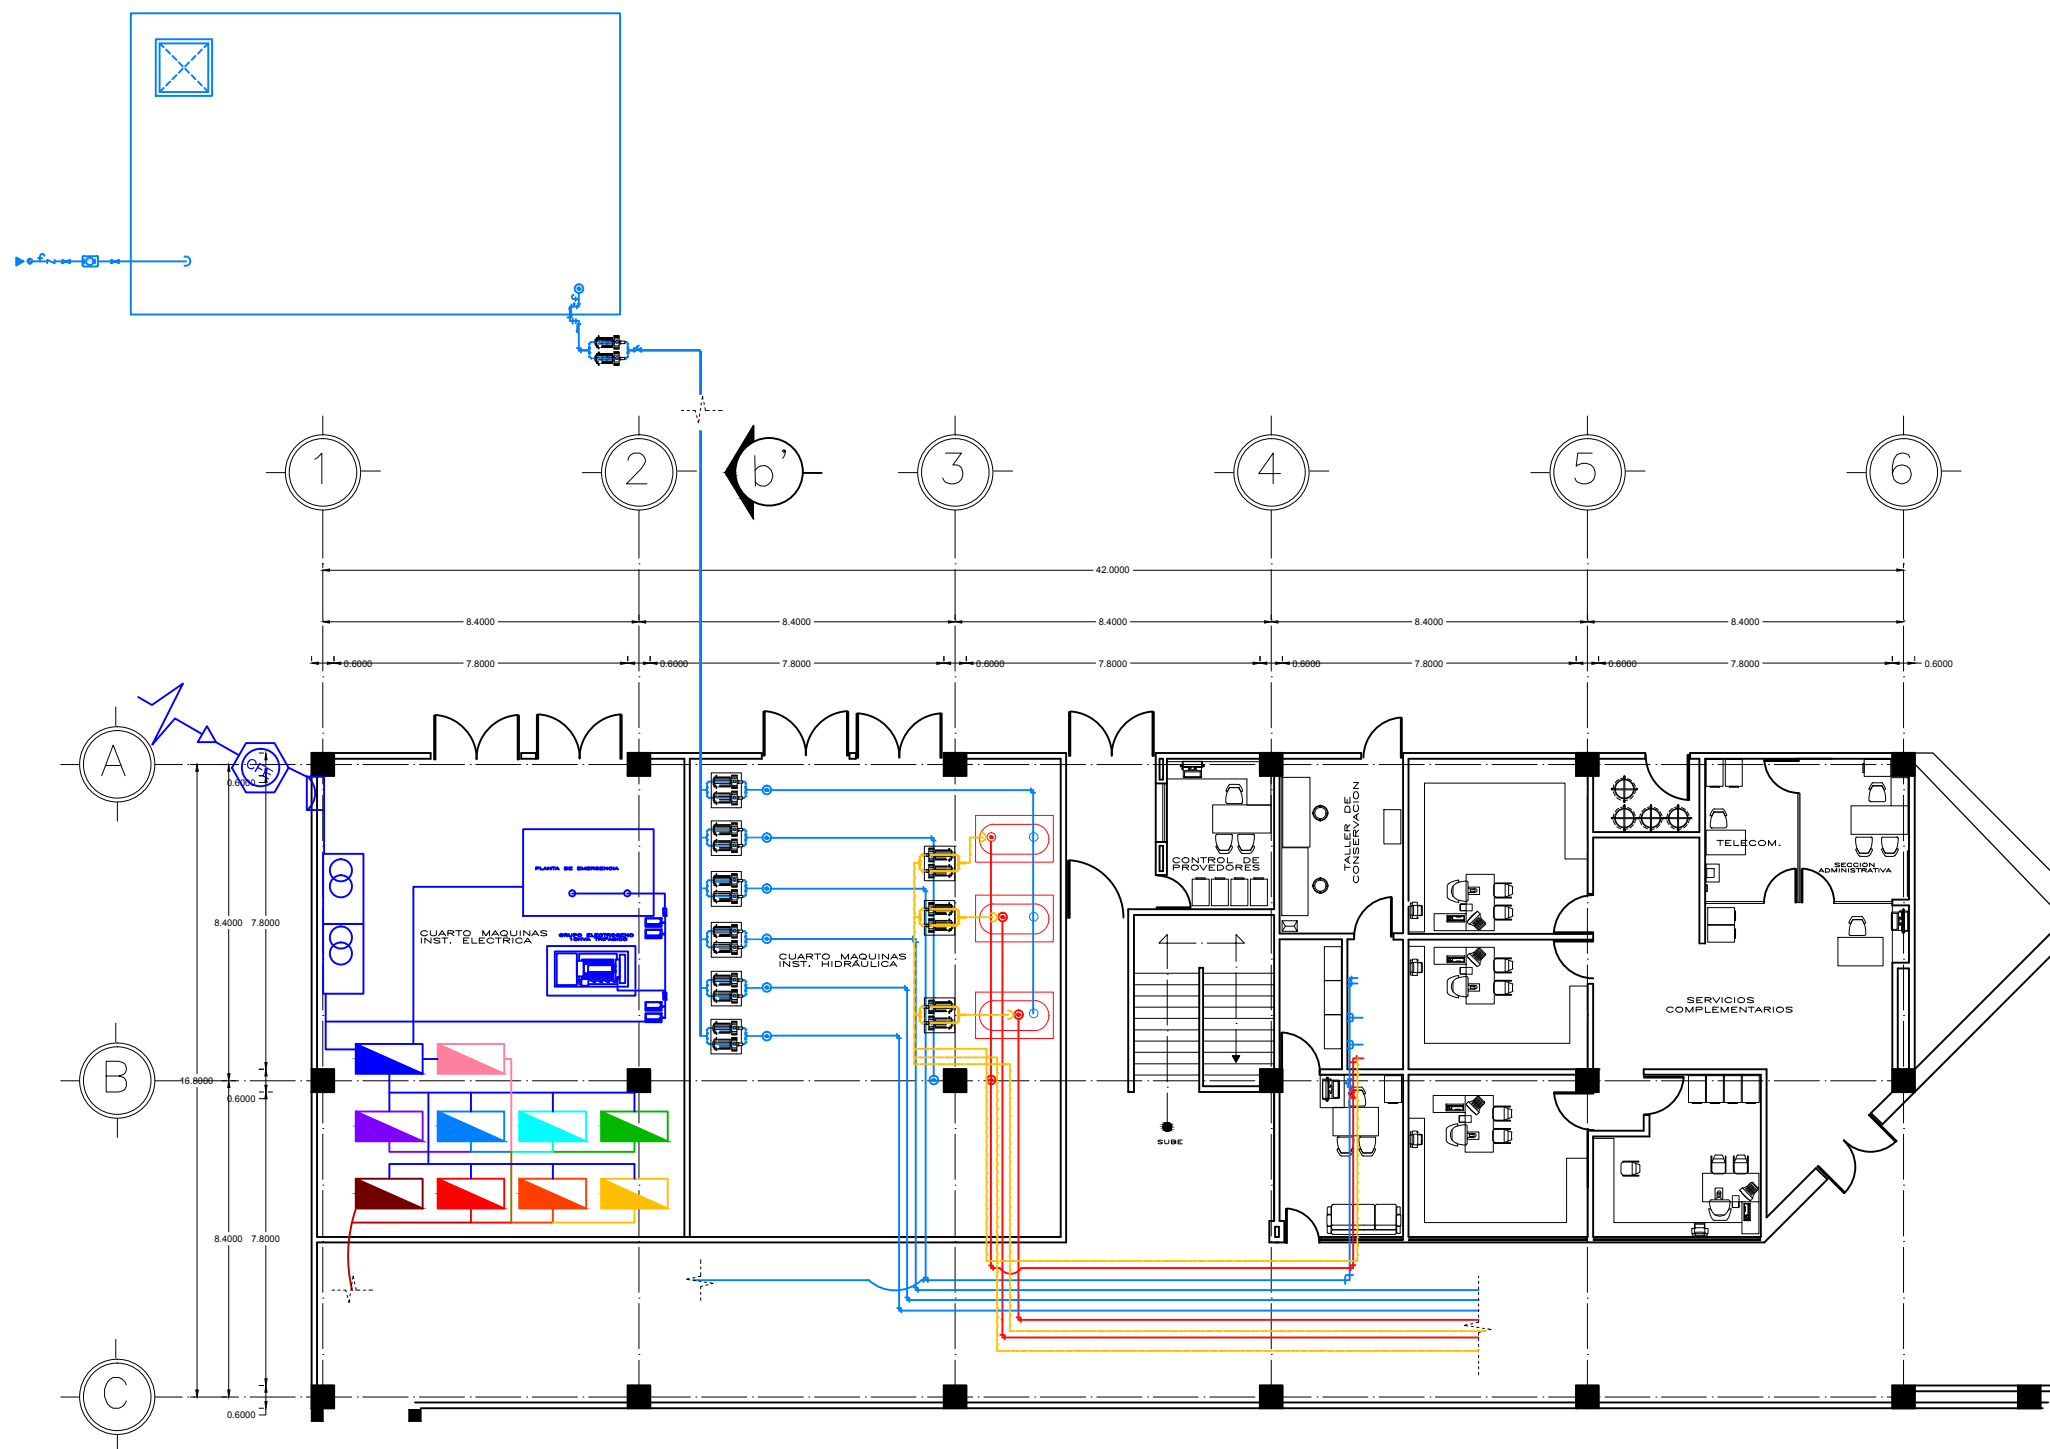 1
2
b'
3
4
5
6
42.0000
8.4000
8.4000
8.4000
8.4000
8.4000
0.6000
7.8000
0.6000
7.8000
0.6000
7.8000
0.6000
7.8000
0.6000
7.8000
0.6000
A
CFE
0.6000
PLANTA DE EMERGENCIA
CUARTO MAQUINAS
INST. ELECTRICA
CUARTO MAQUINAS
INST. HIDRAULICA
CONTROL DE
PROVEDORES
TALLER DE
CONSERVACION
TELECOM.
SECCION
ADMINISTRATIVA
SERVICIOS
COMPLEMENTARIOS
8.4000
7.8000
B
16.8000
0.6000
SUBE
8.4000
7.8000
C
0.6000